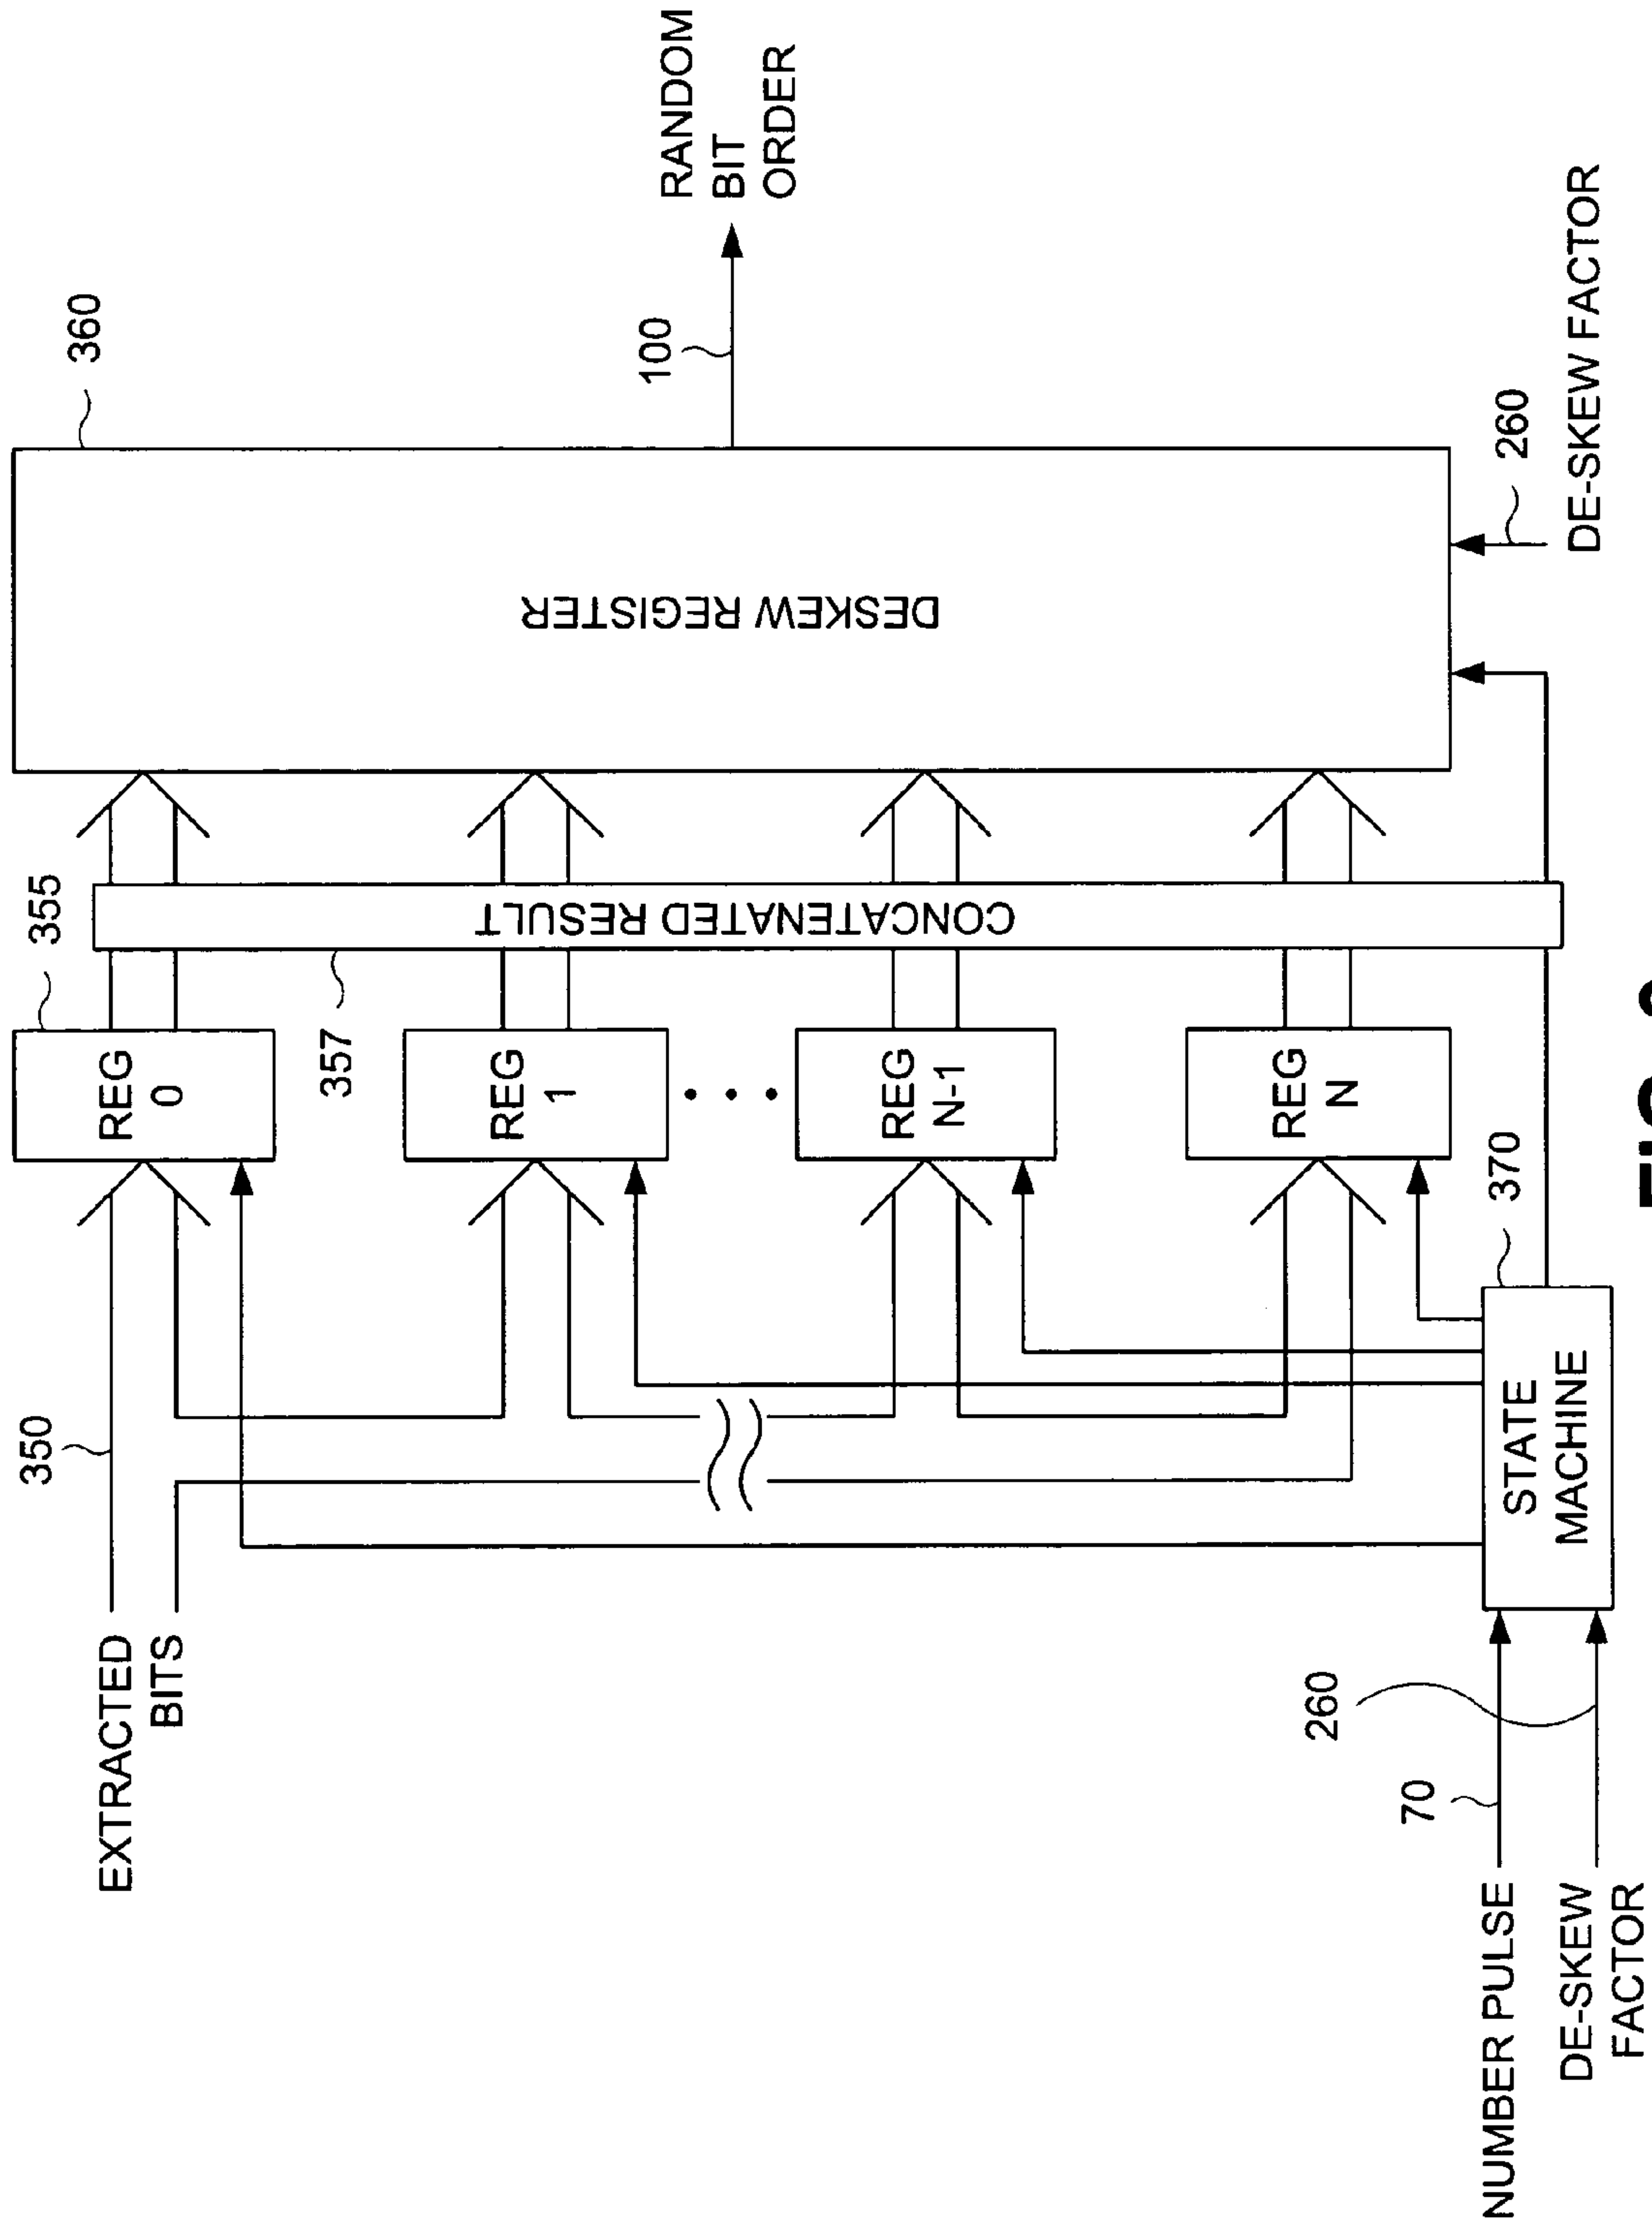 EXTRACTED
BITS
350
REG
0
355
360
REG
1
357
CONCATENATED RESULT
DESKEW REGISTER
100
RANDOM
BIT
ORDER
REG
N-1
REG
N
NUMBER PULSE
70
260
DE-SKEW
FACTOR
STATE
MACHINE
370
260
DE-SKEW FACTOR
FIG.